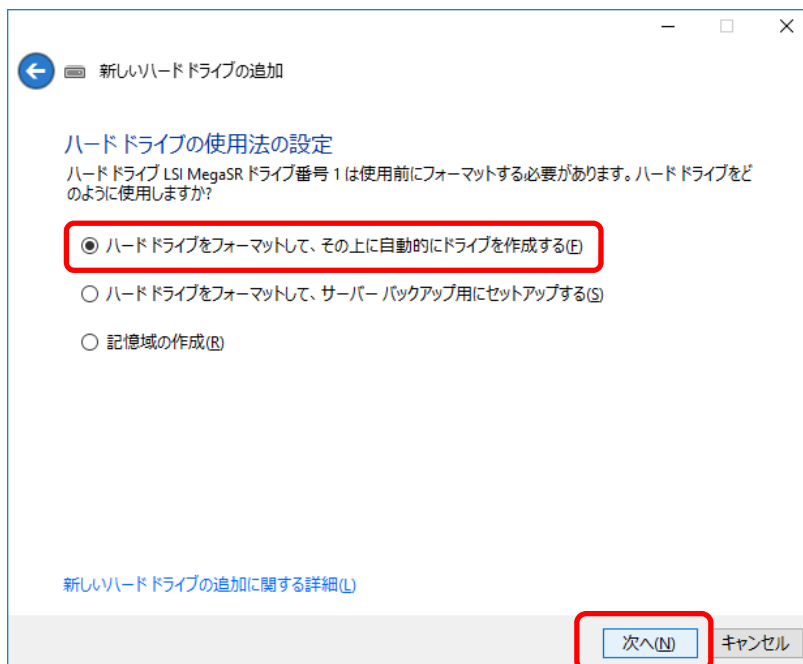 新しいハード ドライブの追加
ハード ドライブの使用法の設定
ハード ドライブ LSI MegaSR ドライブ番号 1 は使用前にフォーマットする必要があります。ハード ドライブをど
のように使用しますか?
ハード ドライブをフォーマットして、その上に自動的にドライブを作成する(F)
ハード ドライブをフォーマットして、サーバー バックアップ用にセットアップする(S)
記憶域の作成(R)
新しいハード ドライブの追加に関する詳細(L)
次へ(N) キャンセル